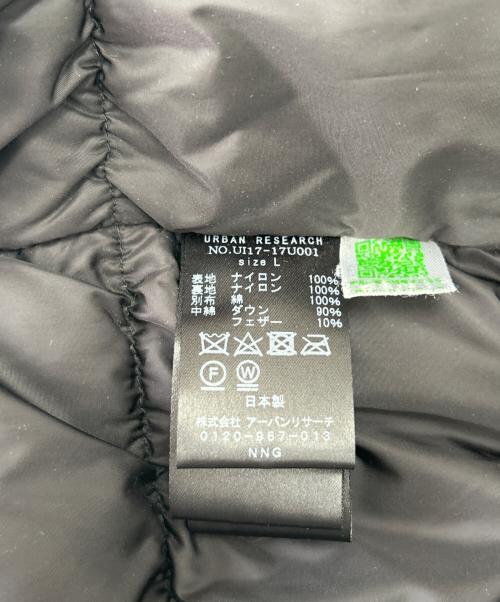 URBAN RESEARCH
NO.UI17-17U001
size L
表地 ナイロン 100%
裏地 ナイロン 100%
別布 綿 100%
中綿 ダウン 90%
フェザー 10%
F W
日本製
株式会社 アーバンリサーチ
0120-967-013
NNG